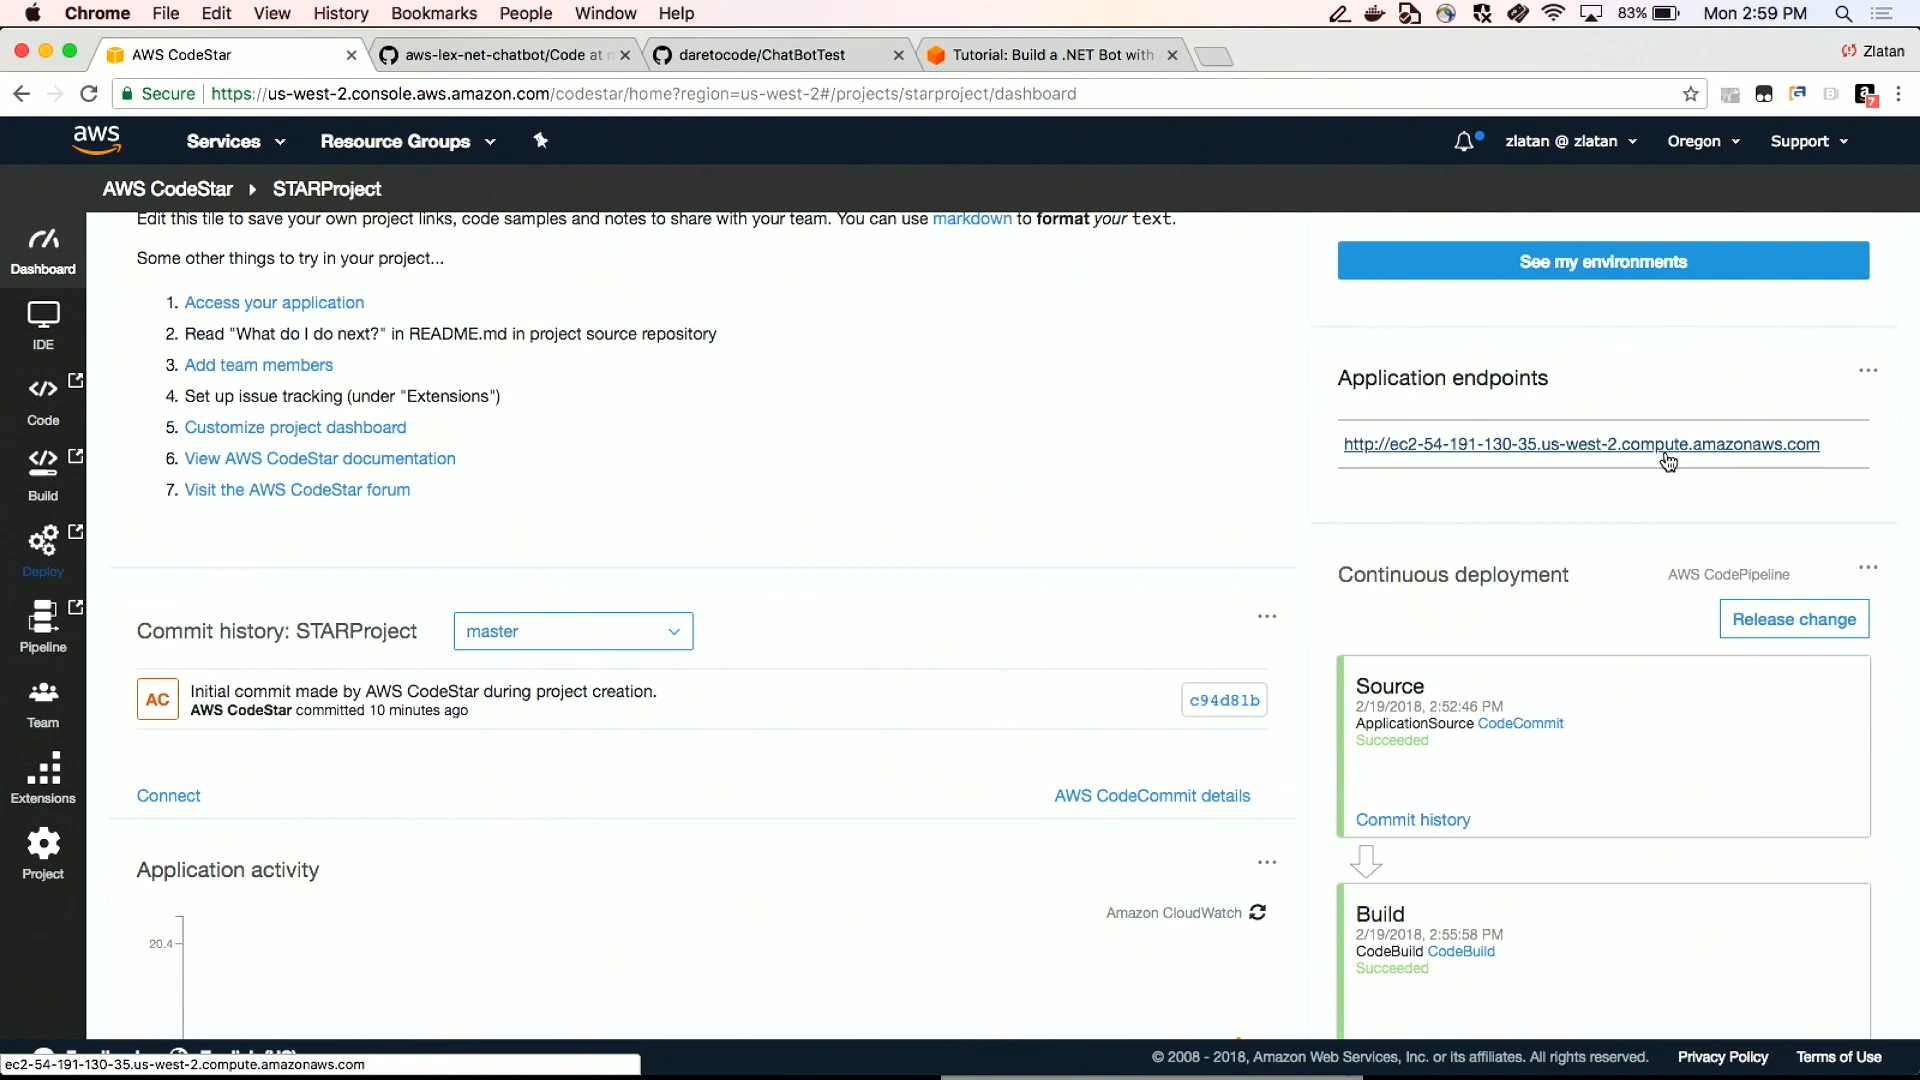 Chrome File Edit View History Bookmarks People Window Help
83% Mon 2:59 PM
AWS CodeStar
aws-lex-net-chatbot/Code at
daretocode/ChatBotTest
Tutorial: Build a .NET Bot with
Zlatan
Secure https://us-west-2.console.aws.amazon.com/codestar/home?region=us-west-2#/projects/starproject/dashboard
7
aws Services Resource Groups zlatan @ zlatan Oregon Support
AWS CodeStar STARProject
Dashboard
IDE
Code
Build
Deploy
Pipeline
Team
Extensions
Project
Edit this tile to save your own project links, code samples and notes to share with your team. You can use markdown to format your text.
Some other things to try in your project...
1. Access your application
2. Read "What do I do next?" in README.md in project source repository
3. Add team members
4. Set up issue tracking (under "Extensions")
5. Customize project dashboard
6. View AWS CodeStar documentation
7. Visit the AWS CodeStar forum
Commit history: STARProject master
AC
Initial commit made by AWS CodeStar during project creation.
AWS CodeStar committed 10 minutes ago
c94d81b
Connect
AWS CodeCommit details
Application activity
Amazon CloudWatch
20.4
See my environments
Application endpoints
http://ec2-54-191-130-35.us-west-2.compute.amazonaws.com
Continuous deployment
AWS CodePipeline
Release change
Source
2/19/2018, 2:52:46 PM
ApplicationSource CodeCommit
Succeeded
Commit history
Build
2/19/2018, 2:55:58 PM
CodeBuild CodeBuild
Succeeded
© 2008 - 2018, Amazon Web Services, Inc. or its affiliates. All rights reserved. Privacy Policy Terms of Use
ec2-54-191-130-35.us-west-2.compute.amazonaws.com